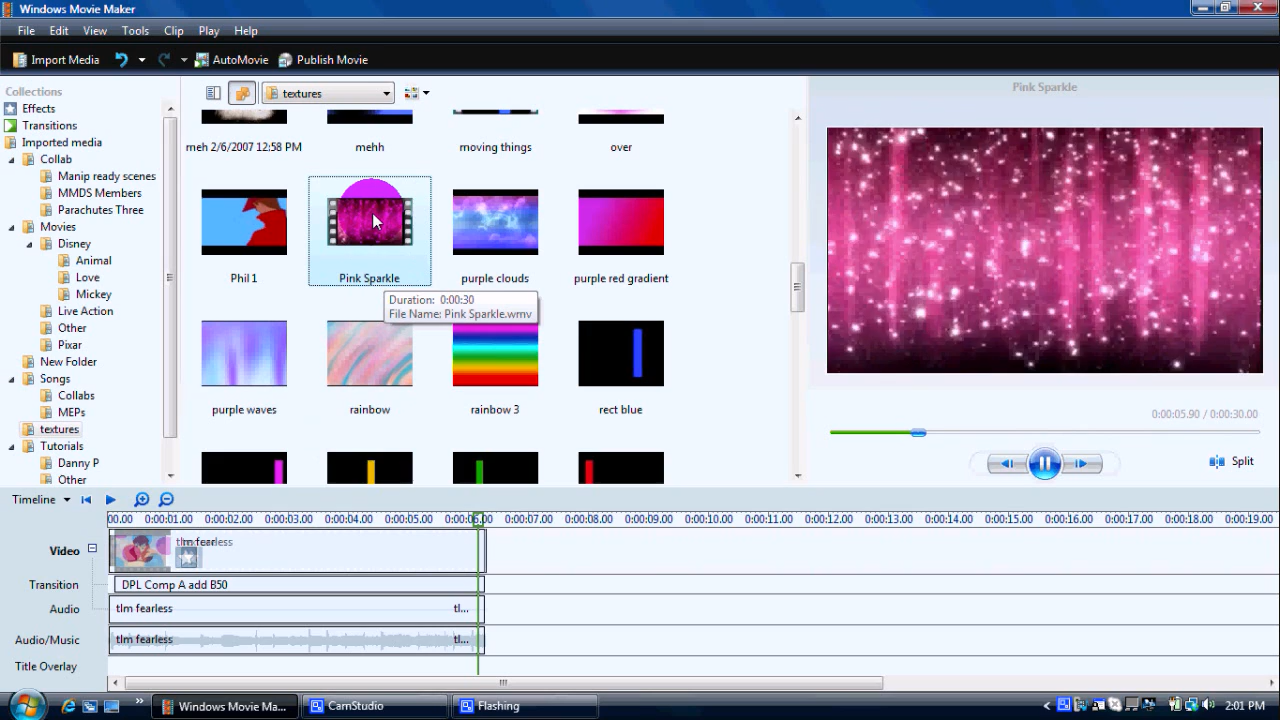 Windows Movie Maker
File Edit View Tools Clip Play Help
Import Media AutoMovie Publish Movie
Collections
Effects
Transitions
Imported media
Collab
Manip ready scenes
MMDS Members
Parachutes Three
Movies
Disney
Animal
Love
Mickey
Live Action
Other
Pixar
New Folder
Songs
Collabs
MEPs
textures
Tutorials
Danny P
Other
textures
meh 2/6/2007 12:58 PM mehh moving things over
Phil 1 Pink Sparkle purple clouds purple red gradient
Duration: 0:00:30
File Name: Pink Sparkle.wmv
purple waves rainbow rainbow 3 rect blue
Pink Sparkle
0:00:05.90 / 0:00:30.00
Split
Timeline
00.00 0:00:01.00 0:00:02.00 0:00:03.00 0:00:04.00 0:00:05.00 0:00:06.00 0:00:07.00 0:00:08.00 0:00:09.00 0:00:10.00 0:00:11.00 0:00:12.00 0:00:13.00 0:00:14.00 0:00:15.00 0:00:16.00 0:00:17.00 0:00:18.00 0:00:19.00
Video tlm fearless
Transition DPL Comp A add B50
Audio tlm fearless tl...
Audio/Music tlm fearless tl...
Title Overlay
Windows Movie Ma... CamStudio Flashing 2:01 PM